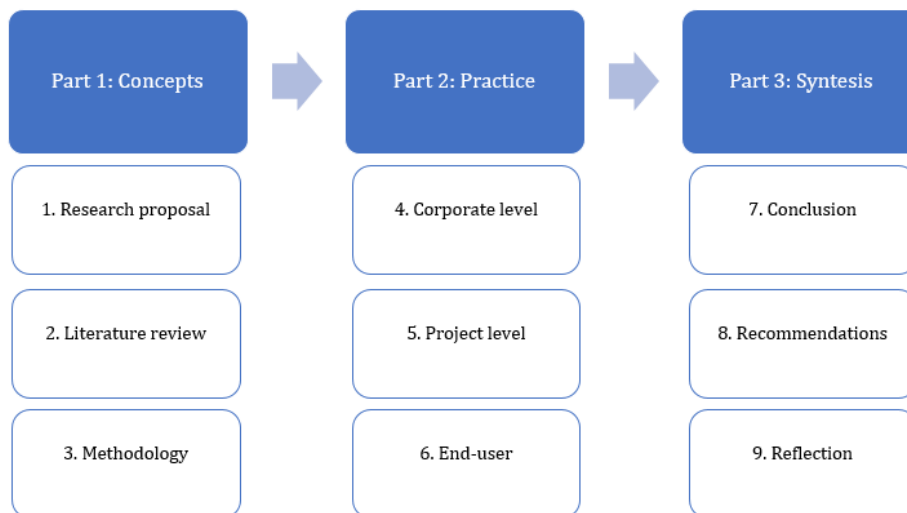 Part 1: Concepts
Part 2: Practice
Part 3: Syntesis
1. Research proposal
4. Corporate level
7. Conclusion
2. Literature review
5. Project level
8. Recommendations
3. Methodology
6. End-user
9. Reflection